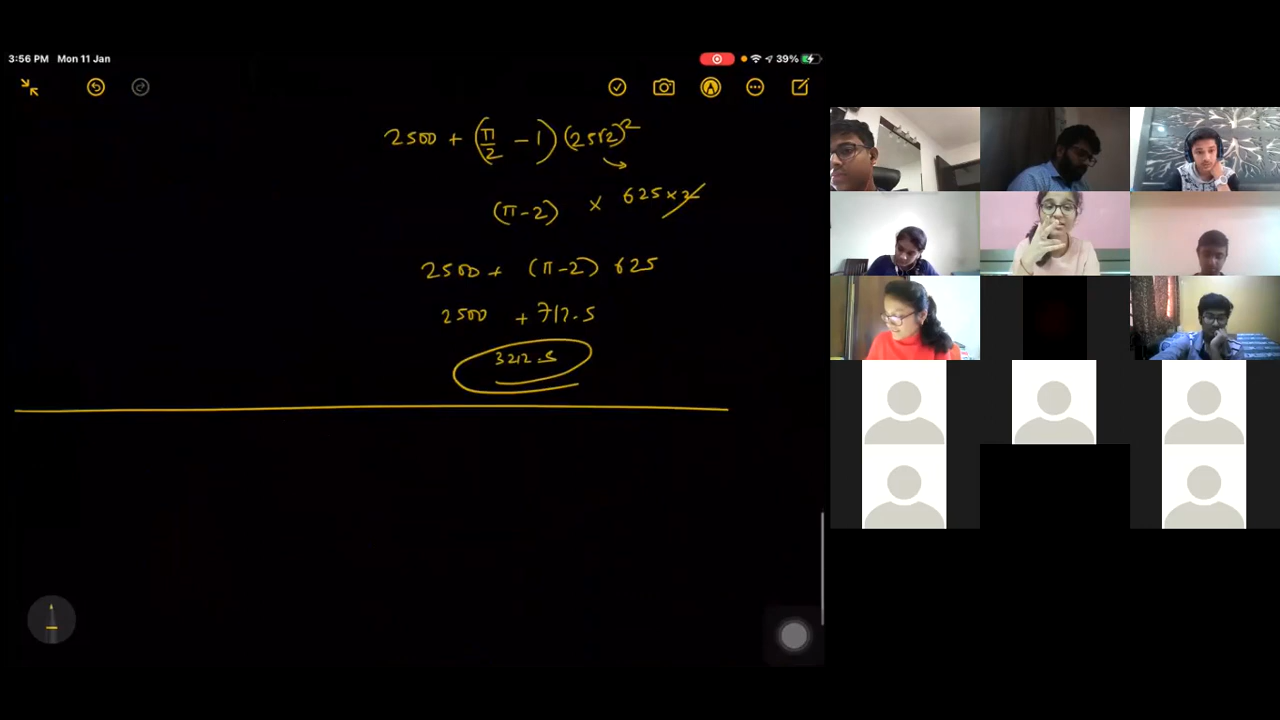 3:56 PM Mon 11 Jan
39%
2500 + (π/2 - 1) (25√2)²
(π-2) × 625×2
2500 + (π-2) 625
2500 + 712.5
3212.5